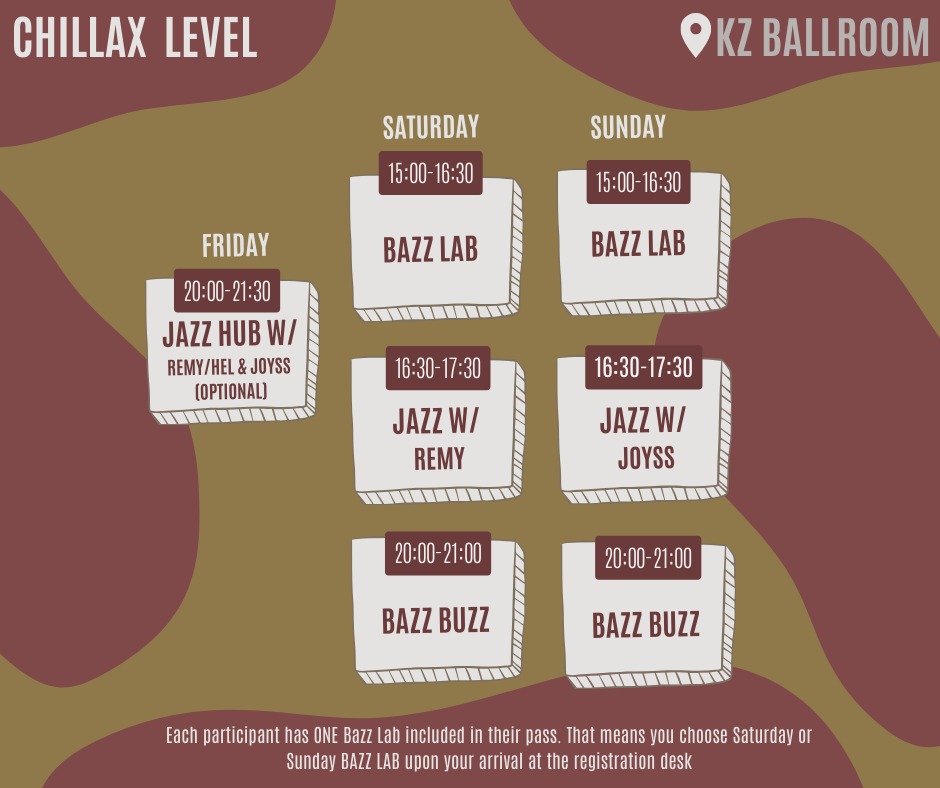 CHILLAX LEVEL
KZ BALLROOM
FRIDAY
20:00-21:30
JAZZ HUB W/
REMY/HEL & JOYSS
(OPTIONAL)
SATURDAY
15:00-16:30
BAZZ LAB
16:30-17:30
JAZZ W/
REMY
20:00-21:00
BAZZ BUZZ
SUNDAY
15:00-16:30
BAZZ LAB
16:30-17:30
JAZZ W/
JOYSS
20:00-21:00
BAZZ BUZZ
Each participant has ONE Bazz Lab included in their pass. That means you choose Saturday or
Sunday BAZZ LAB upon your arrival at the registration desk